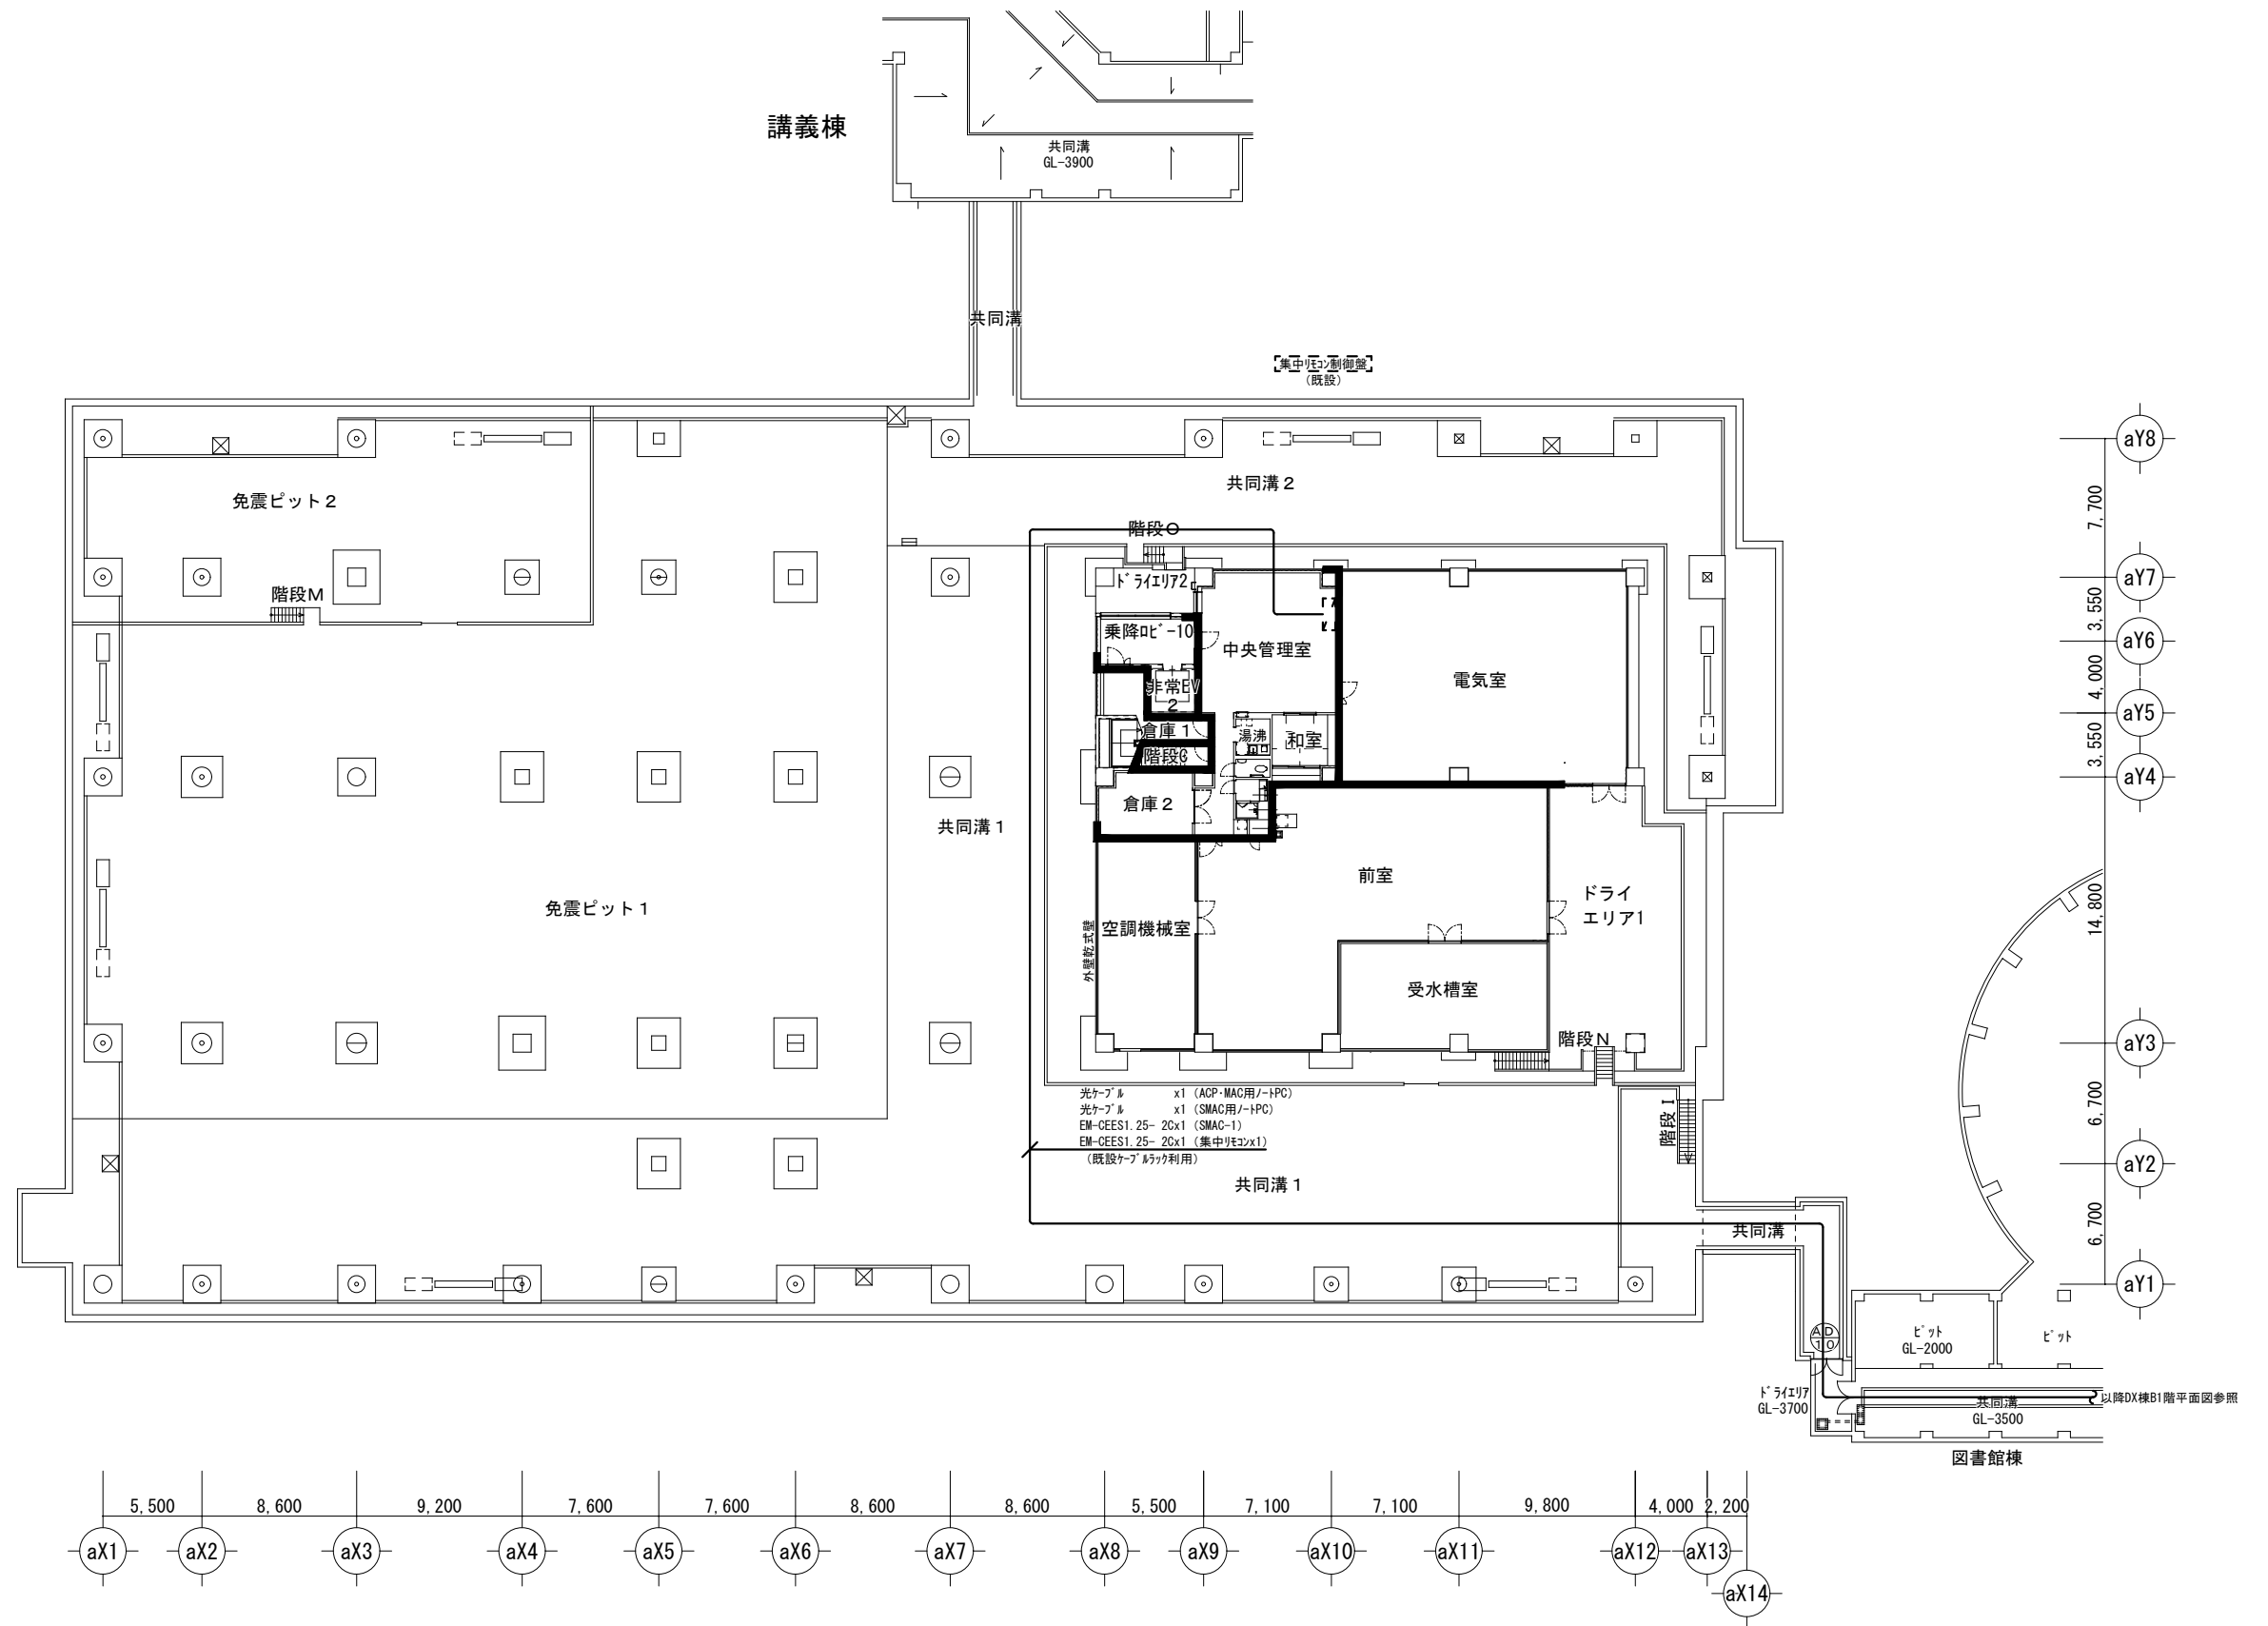 講義棟
共同溝
GL-3900
共同溝
集中ﾘﾓｺﾝ制御盤
(既設)
aY8
7,700
共同溝2
免震ピット2
階段O
aY7
ﾄﾞﾗｲｴﾘｱ2
階段M
3,550
乗降ﾛﾋﾞｰ10
中央管理室
aY6
電気室
4,000
非常EV
2
aY5
倉庫1
湯沸
和室
3,550
階段C
aY4
倉庫2
共同溝1
前室
ドライ
エリア1
14,800
免震ピット1
空調機械室
外壁乾式壁
受水槽室
階段N
aY3
光ｹｰﾌﾞﾙ x1 (ACP･MAC用ﾉｰﾄPC)
光ｹｰﾌﾞﾙ x1 (SMAC用ﾉｰﾄPC)
EM-CEES1.25- 2Cx1 (SMAC-1)
EM-CEES1.25- 2Cx1 (集中ﾘﾓｺﾝx1)
(既設ｹｰﾌﾞﾙﾗｯｸ利用)
階段I
6,700
aY2
共同溝1
共同溝
6,700
aY1
AD
10
ﾋﾟｯﾄ
GL-2000
ﾋﾟｯﾄ
ﾄﾞﾗｲｴﾘｱ
GL-3700
共同溝
GL-3500
以降DX棟B1階平面図参照
図書館棟
5,500 8,600 9,200 7,600 7,600 8,600 8,600 5,500 7,100 7,100 9,800 4,000 2,200
aX1 aX2 aX3 aX4 aX5 aX6 aX7 aX8 aX9 aX10 aX11 aX12 aX13
aX14